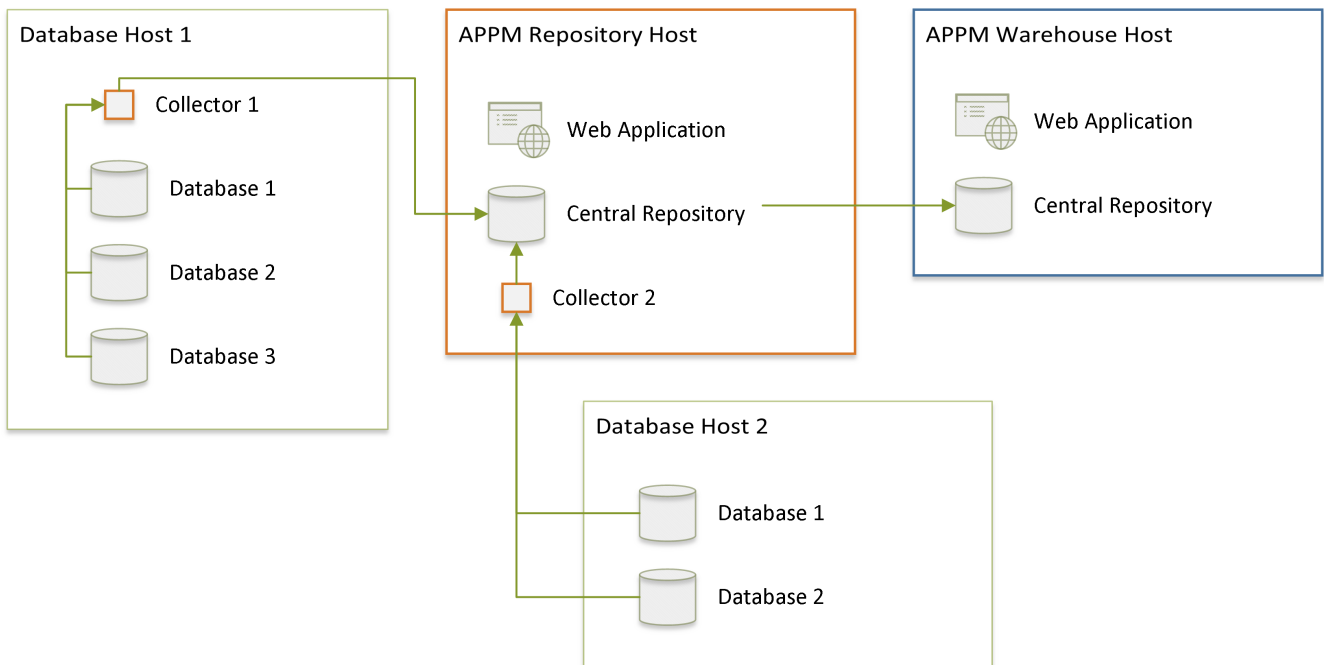 Database Host 1
Collector 1
Database 1
Database 2
Database 3
APPM Repository Host
Web Application
Central Repository
Collector 2
APPM Warehouse Host
Web Application
Central Repository
Database Host 2
Database 1
Database 2